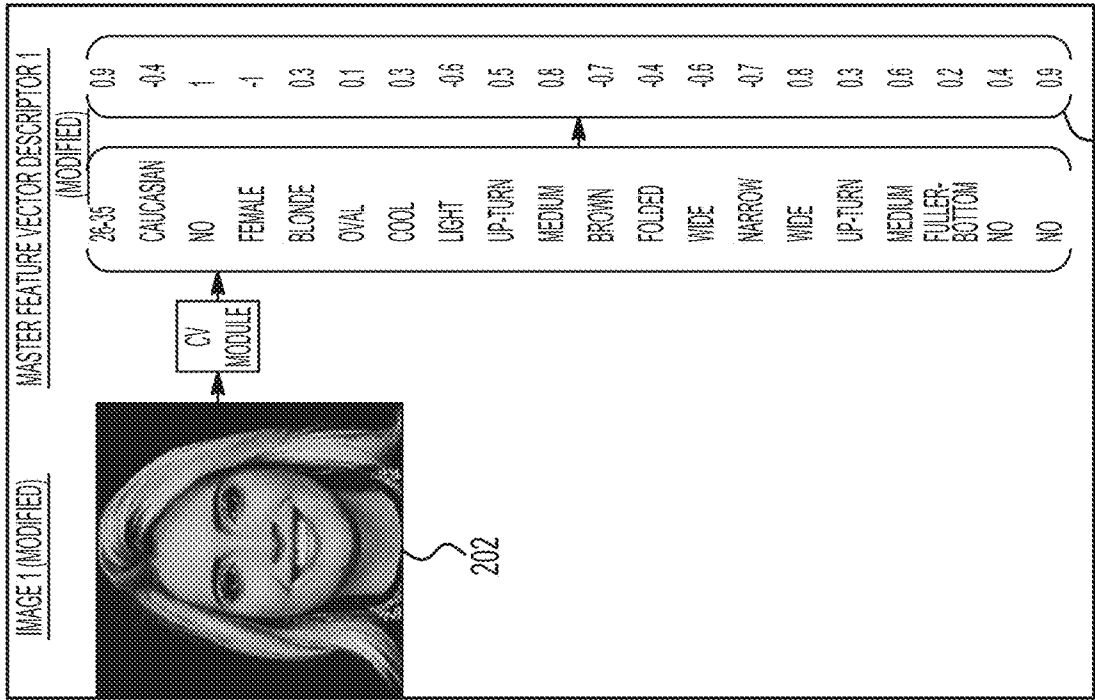 IMAGE 1 (MODIFIED)
202
CV
MODULE
MASTER FEATURE VECTOR DESCRIPTOR 1
(MODIFIED)
26-35 0.9
CAUCASIAN -0.4
NO 1
FEMALE -1
BLONDE 0.3
OVAL 0.1
COOL 0.3
LIGHT -0.6
UP-TURN 0.5
MEDIUM 0.8
BROWN -0.7
FOLDED -0.4
WIDE -0.6
NARROW -0.7
WIDE 0.8
UP-TURN 0.3
MEDIUM 0.6
FULLER-
BOTTOM 0.2
NO 0.4
NO 0.9